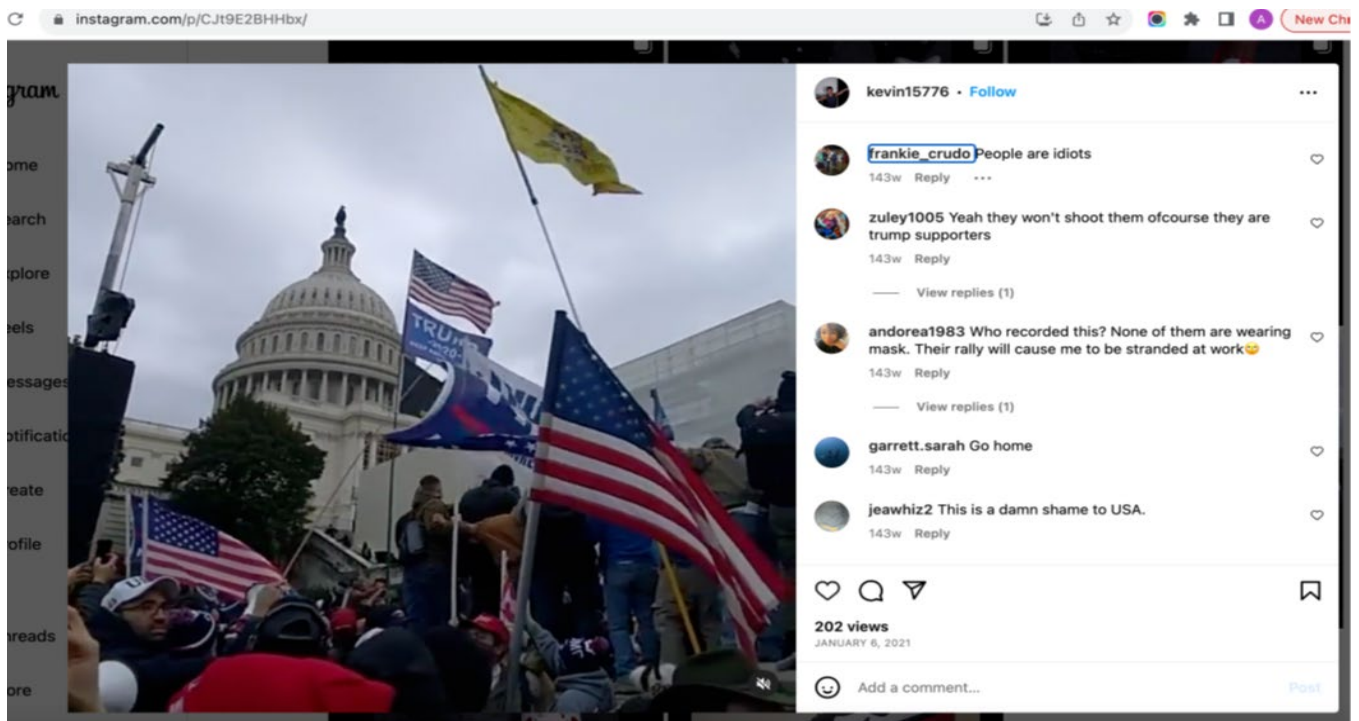 instagram.com/p/CJt9E2BHHbx/
A
New Chr
gram
ome
earch
xplore
eels
essages
otificatio
reate
ofile
hreads
ore
TRUMP
-2020-
kevin15776 • Follow
frankie_crudo People are idiots
143w Reply
zuley1005 Yeah they won't shoot them ofcourse they are
trump supporters
143w Reply
View replies (1)
andorea1983 Who recorded this? None of them are wearing
mask. Their rally will cause me to be stranded at work😅
143w Reply
View replies (1)
garrett.sarah Go home
143w Reply
jeawhiz2 This is a damn shame to USA.
143w Reply
202 views
JANUARY 6, 2021
Add a comment...
Post